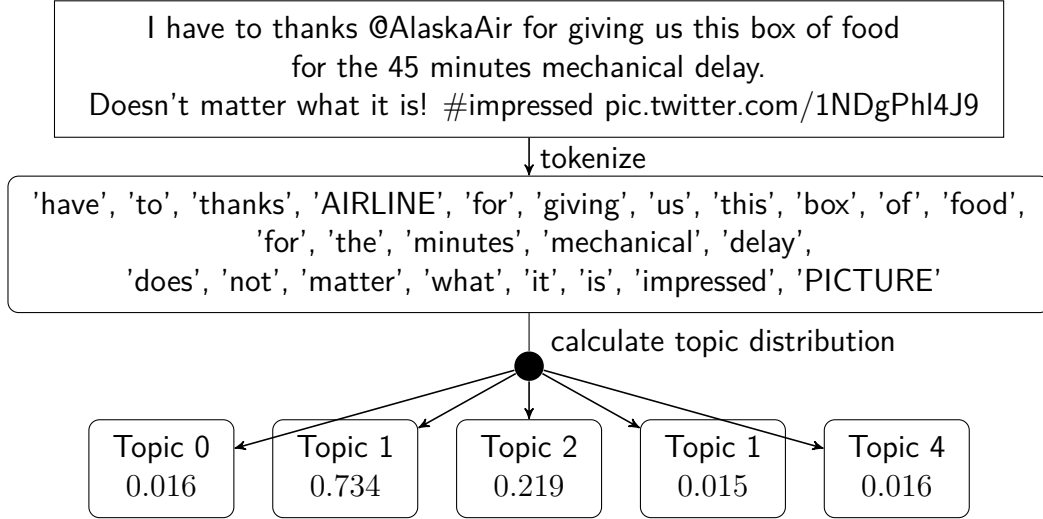 I have to thanks @AlaskaAir for giving us this box of food
for the 45 minutes mechanical delay.
Doesn't matter what it is! #impressed pic.twitter.com/1NDgPhl4J9
tokenize
'have', 'to', 'thanks', 'AIRLINE', 'for', 'giving', 'us', 'this', 'box', 'of', 'food',
'for', 'the', 'minutes', 'mechanical', 'delay',
'does', 'not', 'matter', 'what', 'it', 'is', 'impressed', 'PICTURE'
calculate topic distribution
Topic 0
0.016
Topic 1
0.734
Topic 2
0.219
Topic 1
0.015
Topic 4
0.016